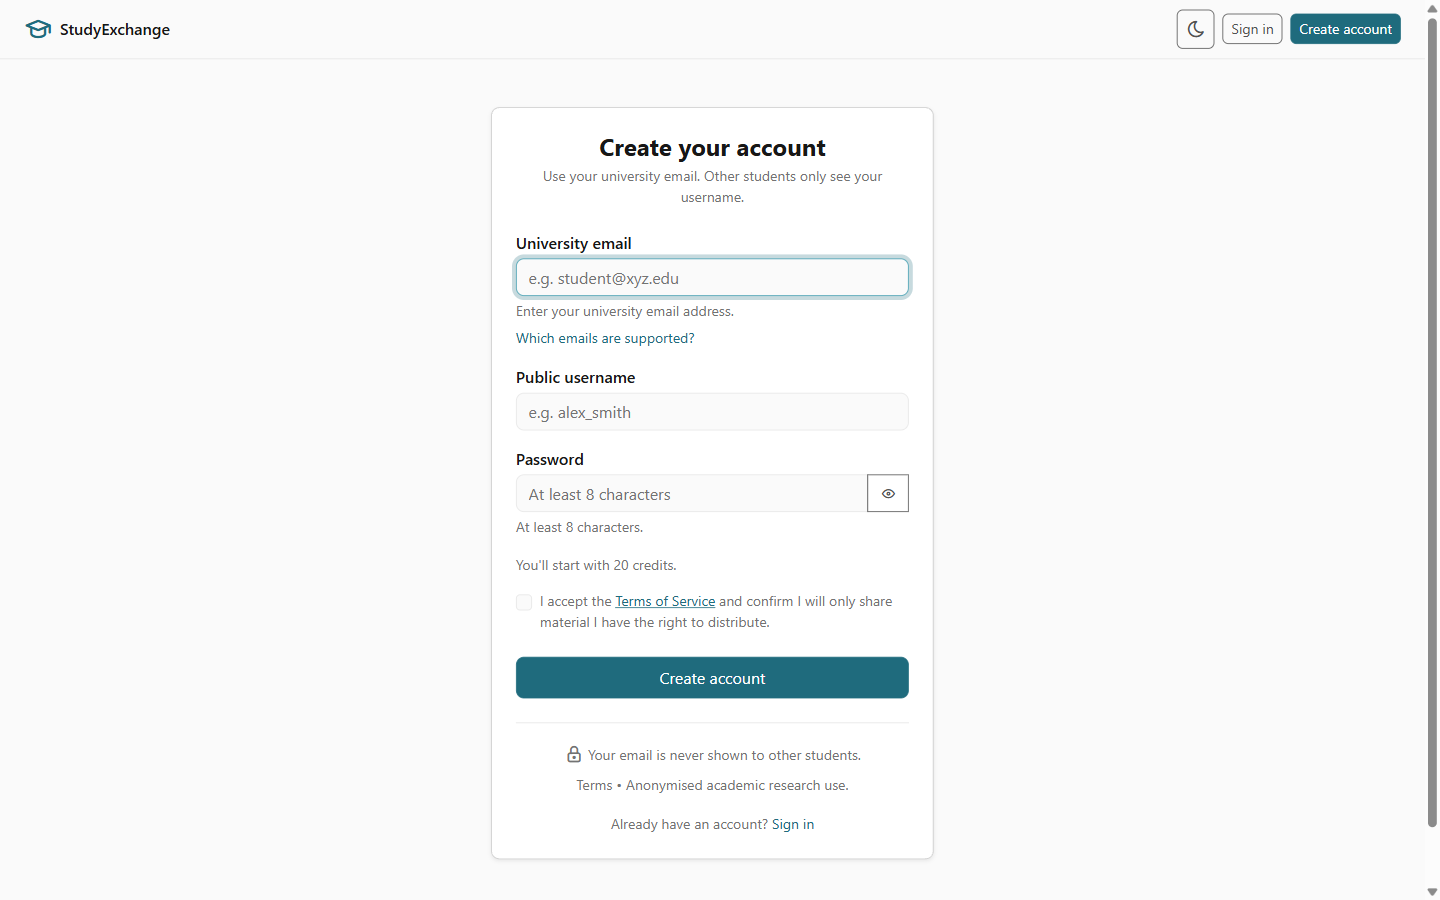 StudyExchange
Sign in
Create account
Create your account
Use your university email. Other students only see your
username.
University email
e.g. student@xyz.edu
Enter your university email address.
Which emails are supported?
Public username
e.g. alex_smith
Password
At least 8 characters
At least 8 characters.
You'll start with 20 credits.
I accept the Terms of Service and confirm I will only share
material I have the right to distribute.
Create account
Your email is never shown to other students.
Terms • Anonymised academic research use.
Already have an account? Sign in